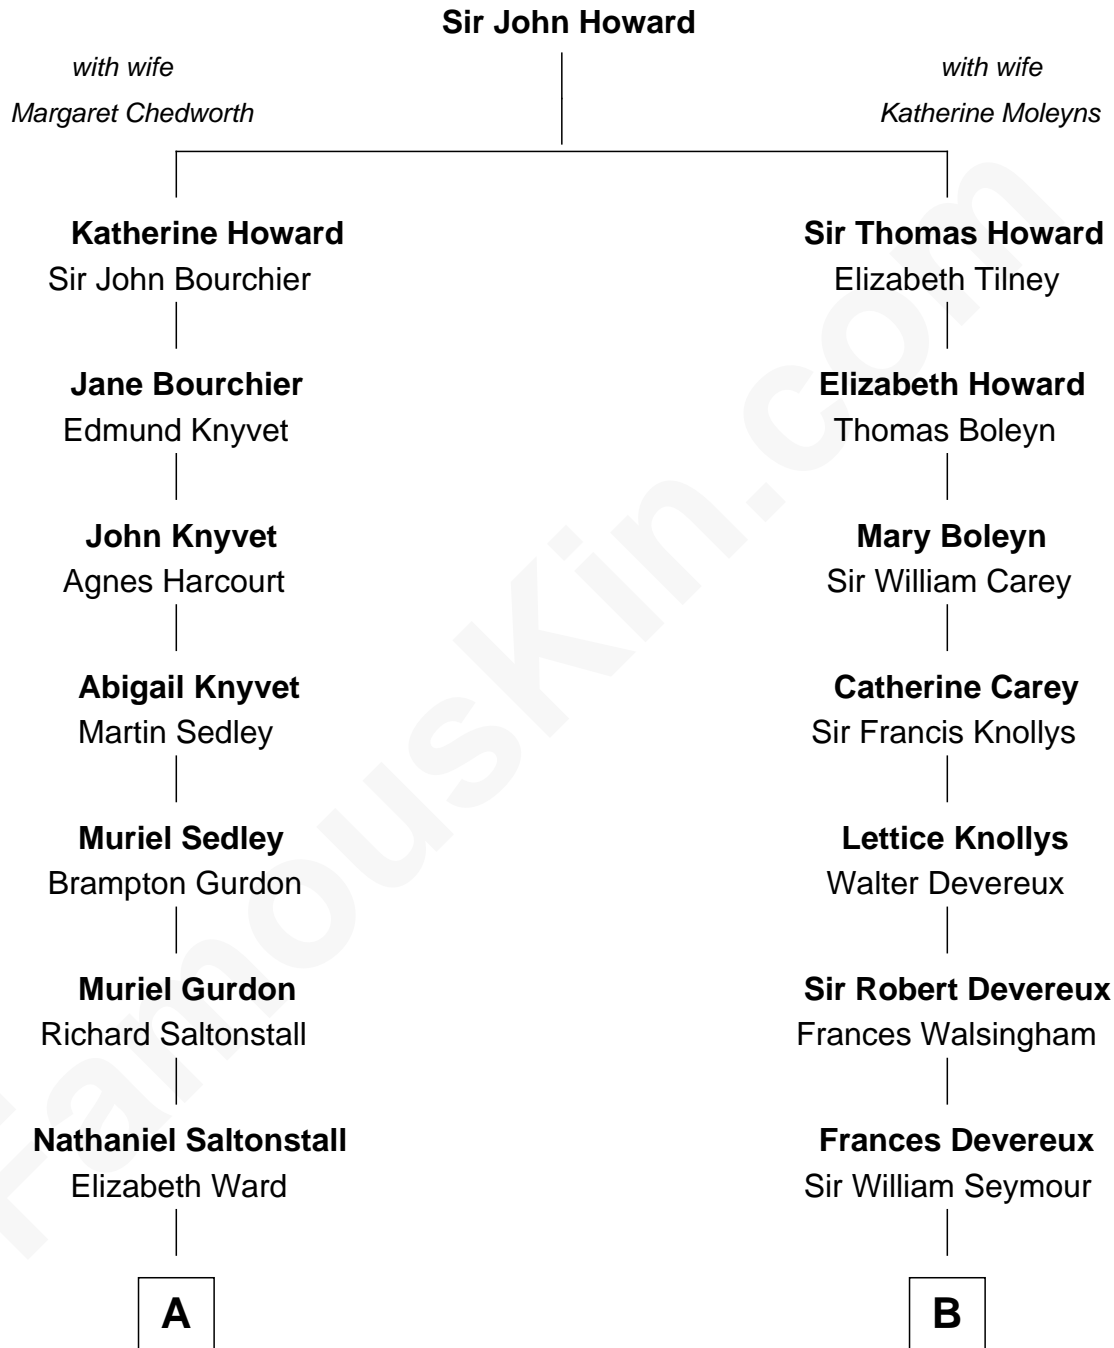 Sir John Howard
with wife
Margaret Chedworth
with wife
Katherine Moleyns
Katherine Howard
Sir John Bourchier
Jane Bourchier
Edmund Knyvet
John Knyvet
Agnes Harcourt
Abigail Knyvet
Martin Sedley
Muriel Sedley
Brampton Gurdon
Muriel Gurdon
Richard Saltonstall
Nathaniel Saltonstall
Elizabeth Ward
A
Sir Thomas Howard
Elizabeth Tilney
Elizabeth Howard
Thomas Boleyn
Mary Boleyn
Sir William Carey
Catherine Carey
Sir Francis Knollys
Lettice Knollys
Walter Devereux
Sir Robert Devereux
Frances Walsingham
Frances Devereux
Sir William Seymour
B
FamousKin.com